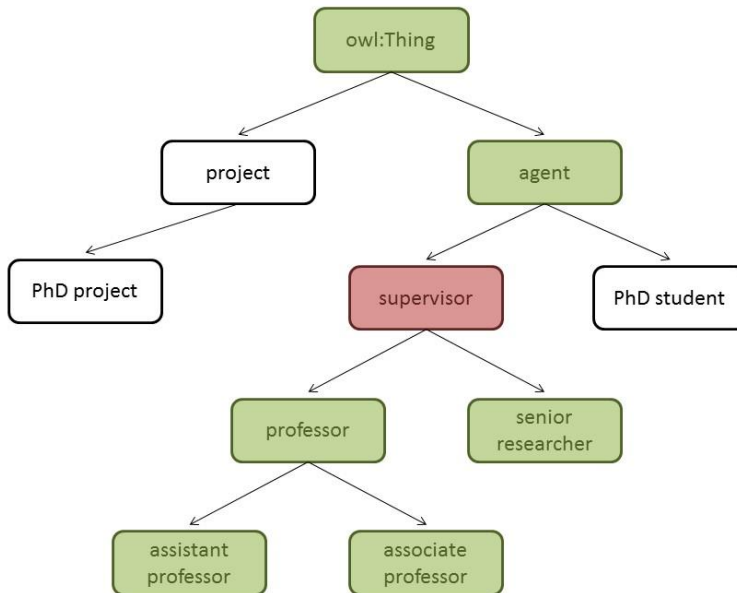 owl:Thing
project
agent
PhD project
supervisor
PhD student
professor
senior
researcher
assistant
professor
associate
professor